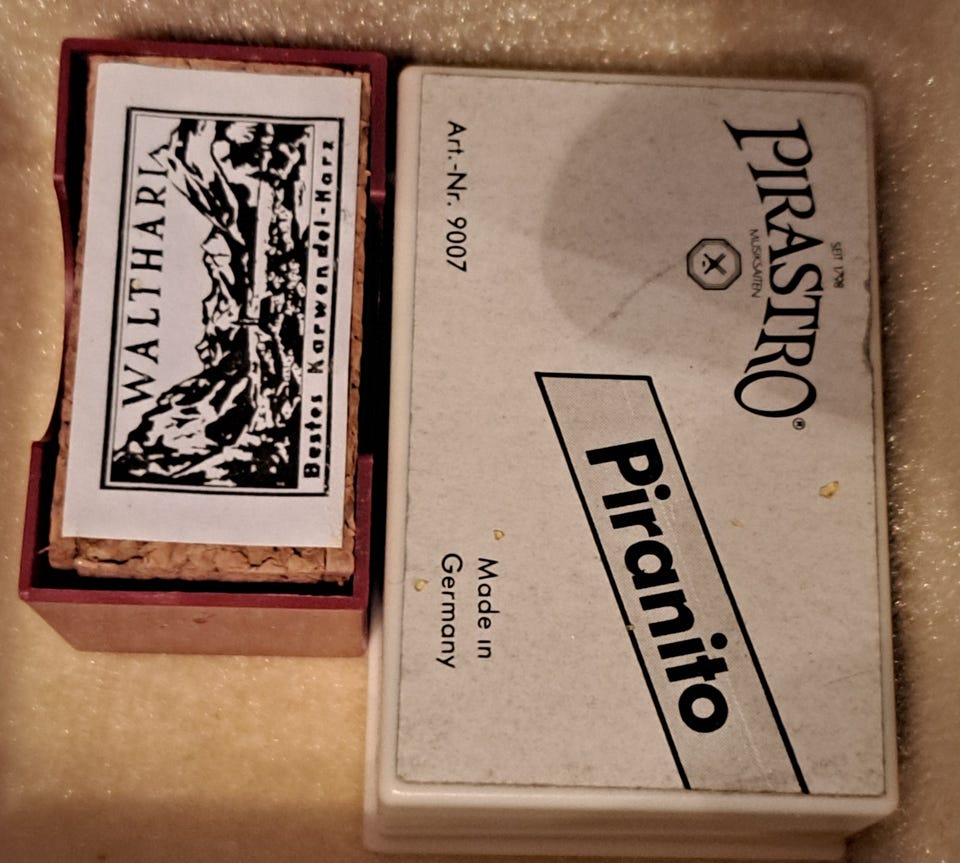 WALTHARI
Bestes Karwendel-Harz
SEIT 1798
PIRASTRO®
MUSIKSAITEN
Piranito
Art.-Nr. 9007
Made in
Germany